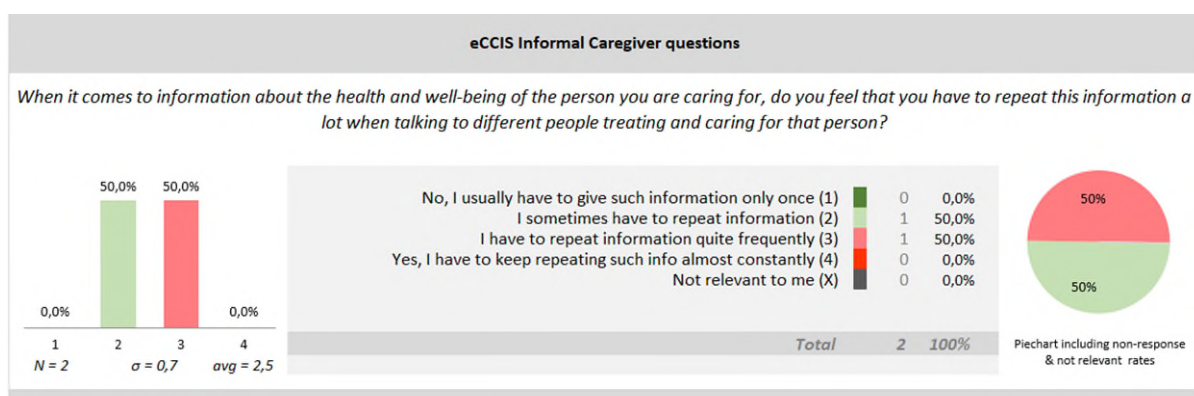 eCCIS Informal Caregiver questions
When it comes to information about the health and well-being of the person you are caring for, do you feel that you have to repeat this information a
lot when talking to different people treating and caring for that person?
50,0% 50,0%
0,0% 0,0%
1 2 3 4
N = 2 σ = 0,7 avg = 2,5
No, I usually have to give such information only once (1) 0 0,0%
I sometimes have to repeat information (2) 1 50,0%
I have to repeat information quite frequently (3) 1 50,0%
Yes, I have to keep repeating such info almost constantly (4) 0 0,0%
Not relevant to me (X) 0 0,0%
Total 2 100%
50%
50%
Piechart including non-response
& not relevant rates